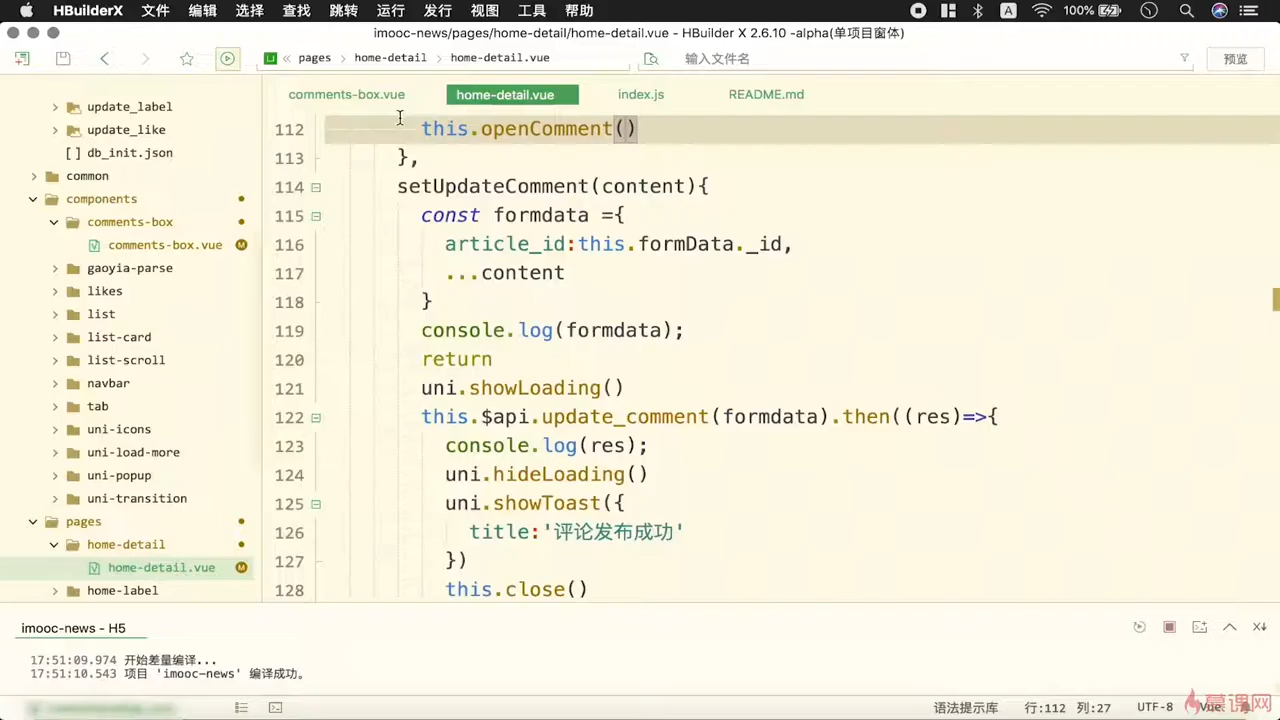 HBuilderX 文件 编辑 选择 查找 跳转 运行 发行 视图 工具 帮助 100%
imooc-news/pages/home-detail/home-detail.vue - HBuilder X 2.6.10 -alpha(单项目窗体)
pages home-detail home-detail.vue 输入文件名 预览
comments-box.vue home-detail.vue index.js README.md
update_label
update_like
[ ] db_init.json
common
components
comments-box
comments-box.vue M
gaoyia-parse
likes
list
list-card
list-scroll
navbar
tab
uni-icons
uni-load-more
uni-popup
uni-transition
pages
home-detail
home-detail.vue M
home-label
112 this.openComment()
113 },
114 setUpdateComment(content){
115 const formdata ={
116 article_id:this.formData._id,
117 ...content
118 }
119 console.log(formdata);
120 return
121 uni.showLoading()
122 this.$api.update_comment(formdata).then((res)=>{
123 console.log(res);
124 uni.hideLoading()
125 uni.showToast({
126 title:'评论发布成功'
127 })
128 this.close()
imooc-news - H5
17:51:09.974 开始差量编译...
17:51:10.543 项目 'imooc-news' 编译成功。
语法提示库 行:112 列:27 UTF-8 Vue
慕课网